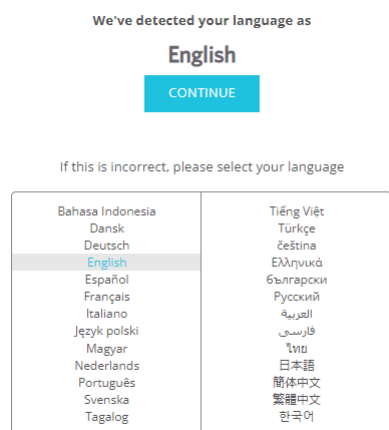 We've detected your language as
English
CONTINUE
If this is incorrect, please select your language
Bahasa Indonesia
Dansk
Deutsch
English
Español
Français
Italiano
Język polski
Magyar
Nederlands
Português
Svenska
Tagalog
Tiếng Việt
Türkçe
čeština
Ελληνικά
български
Русский
العربية
فارسی
ไทย
日本語
簡体中文
繁體中文
한국어